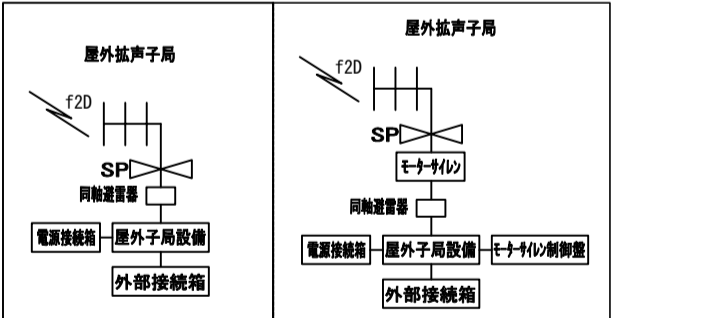 屋外拡声子局
f2D
SP
同軸避雷器
電源接続箱
屋外子局設備
外部接続箱
屋外拡声子局
f2D
SP
モーターサイレン
同軸避雷器
電源接続箱
屋外子局設備
モーターサイレン制御盤
外部接続箱